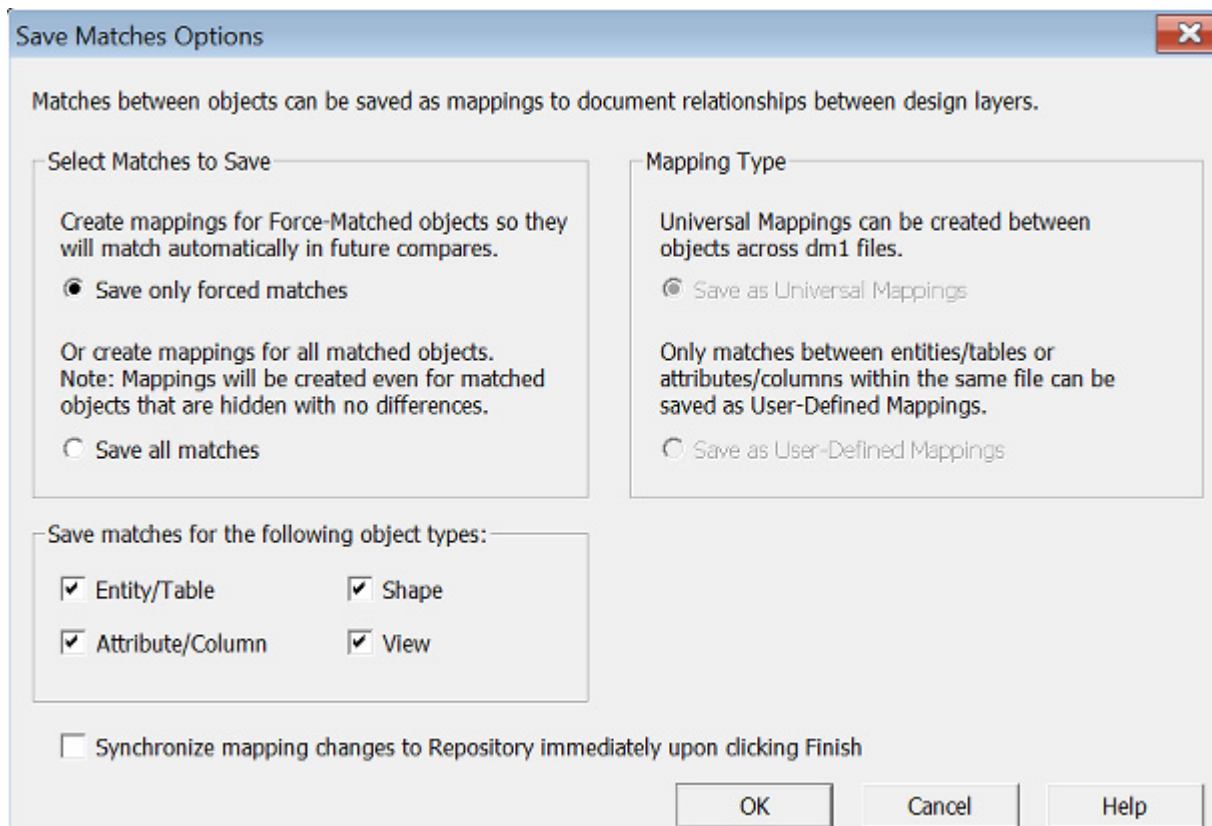 Save Matches Options
Matches between objects can be saved as mappings to document relationships between design layers.
Select Matches to Save
Create mappings for Force-Matched objects so they
will match automatically in future compares.
Save only forced matches
Or create mappings for all matched objects.
Note: Mappings will be created even for matched
objects that are hidden with no differences.
Save all matches
Mapping Type
Universal Mappings can be created between
objects across dm1 files.
Save as Universal Mappings
Only matches between entities/tables or
attributes/columns within the same file can be
saved as User-Defined Mappings.
Save as User-Defined Mappings
Save matches for the following object types:
Entity/Table
Shape
Attribute/Column
View
Synchronize mapping changes to Repository immediately upon clicking Finish
OK
Cancel
Help